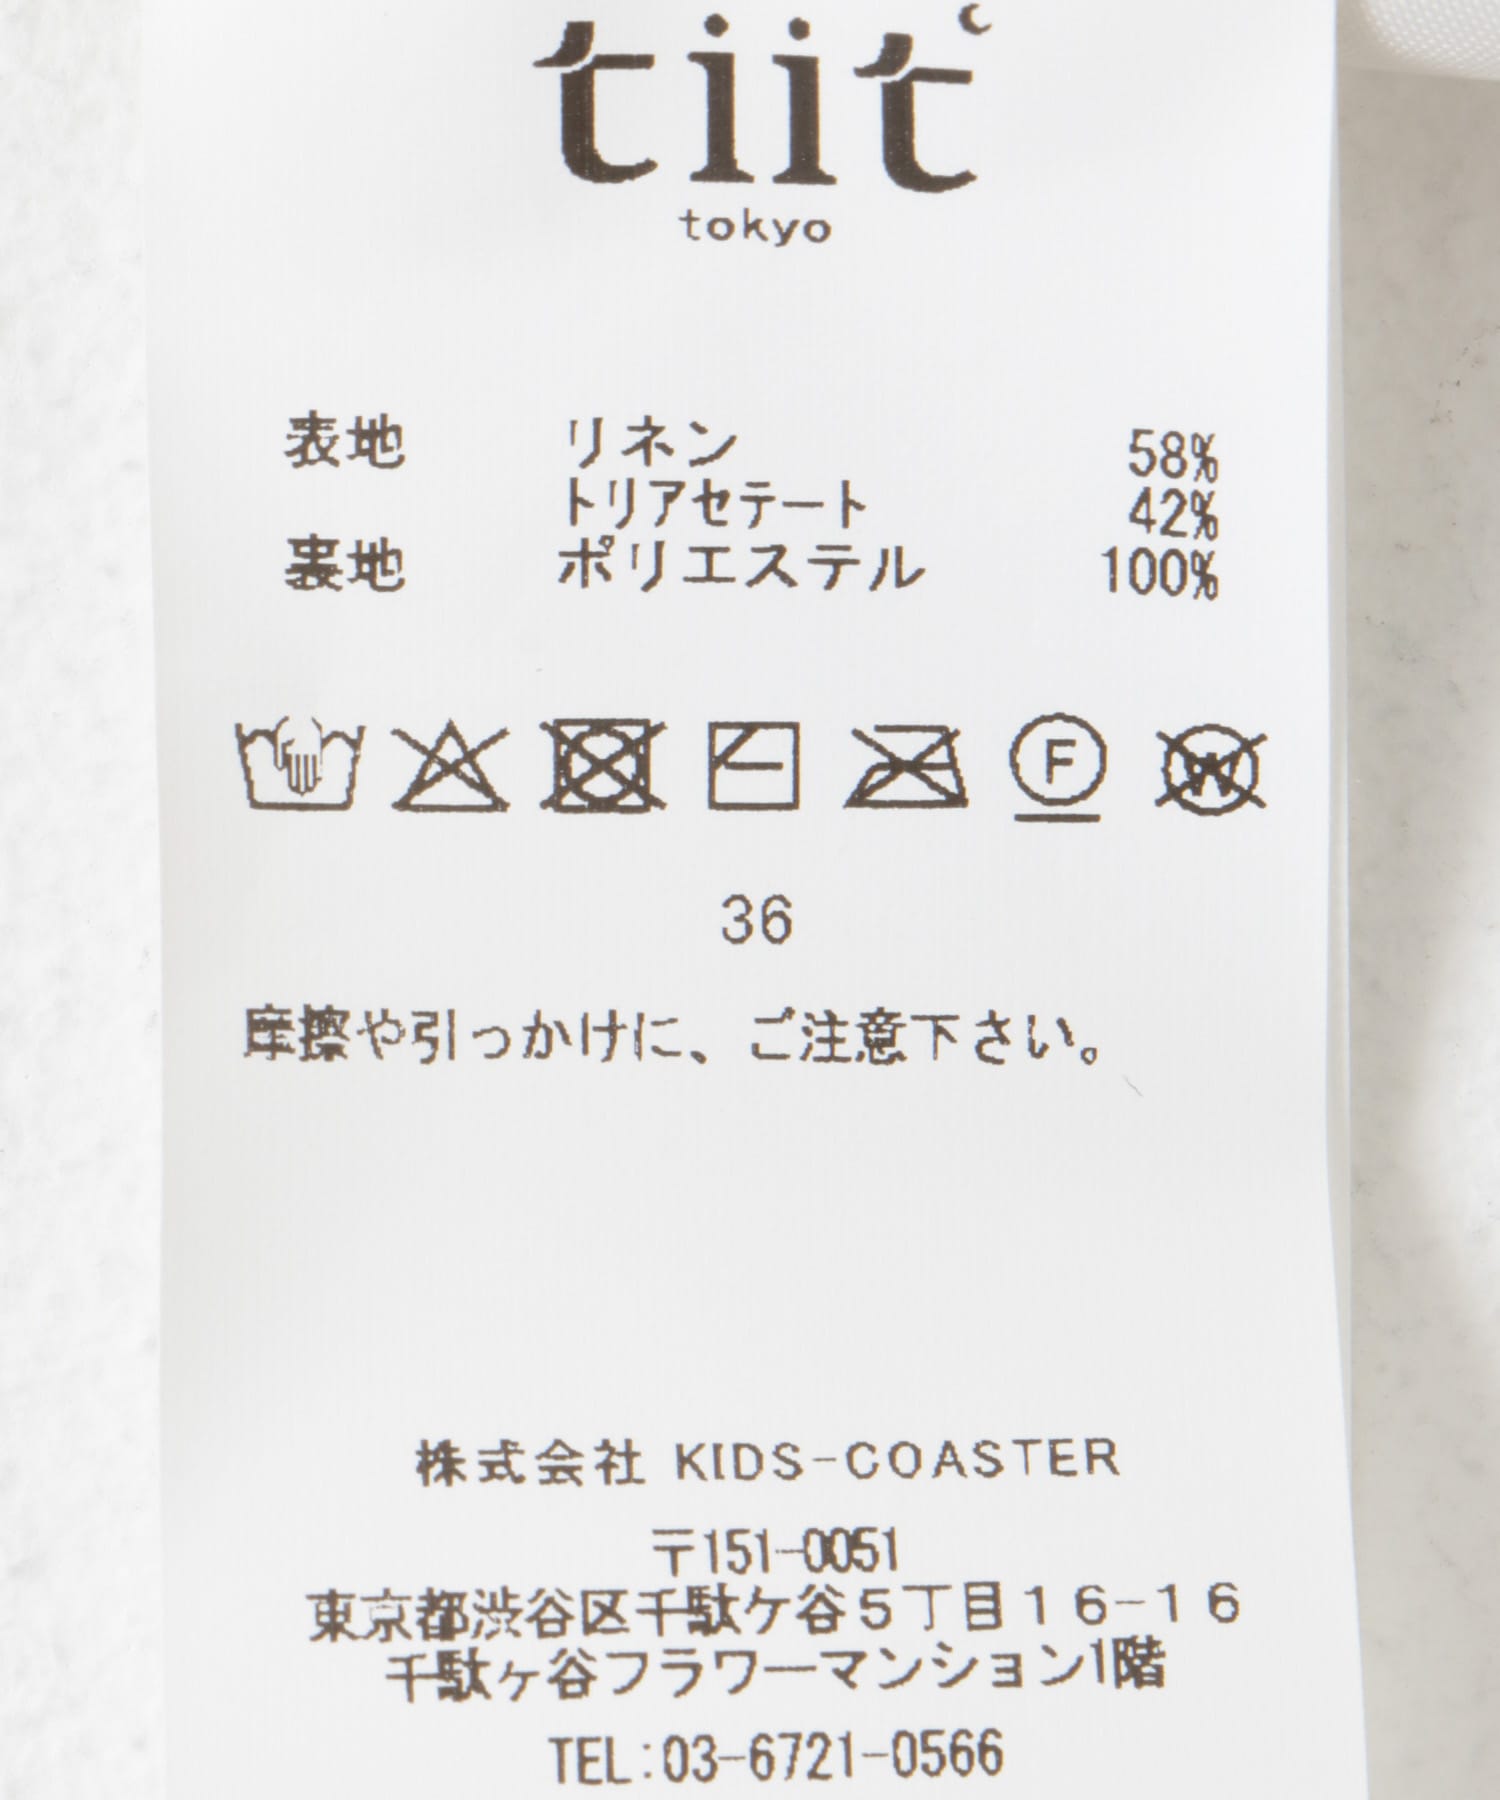 tiit
tokyo
表地 リネン 58%
トリアセテート 42%
裏地 ポリエステル 100%
F W
36
摩擦や引っかけに、ご注意下さい。
株式会社 KIDS-COASTER
〒151-0051
東京都渋谷区千駄ケ谷5丁目16-16
千駄ヶ谷フラワーマンション1階
TEL:03-6721-0566